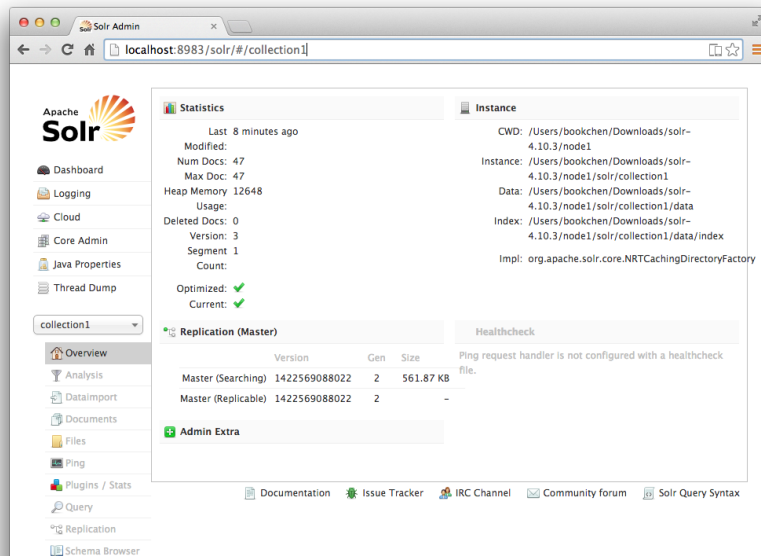 Solr Admin
localhost:8983/solr/#/collection1
Apache
Solr
Dashboard
Logging
Cloud
Core Admin
Java Properties
Thread Dump
collection1
Overview
Analysis
Dataimport
Documents
Files
Ping
Plugins / Stats
Query
Replication
Schema Browser
Statistics
Last Modified: 8 minutes ago
Num Docs: 47
Max Doc: 47
Heap Memory Usage: 12648
Deleted Docs: 0
Version: 3
Segment Count: 1
Optimized:
Current:
Instance
CWD: /Users/bookchen/Downloads/solr-
4.10.3/node1
Instance: /Users/bookchen/Downloads/solr-
4.10.3/node1/solr/collection1
Data: /Users/bookchen/Downloads/solr-
4.10.3/node1/solr/collection1/data
Index: /Users/bookchen/Downloads/solr-
4.10.3/node1/solr/collection1/data/index
Impl: org.apache.solr.core.NRTCachingDirectoryFactory
Replication (Master)
Version Gen Size
Master (Searching) 1422569088022 2 561.87 KB
Master (Replicable) 1422569088022 2 –
Healthcheck
Ping request handler is not configured with a healthcheck
file.
Admin Extra
Documentation Issue Tracker IRC Channel Community forum Solr Query Syntax